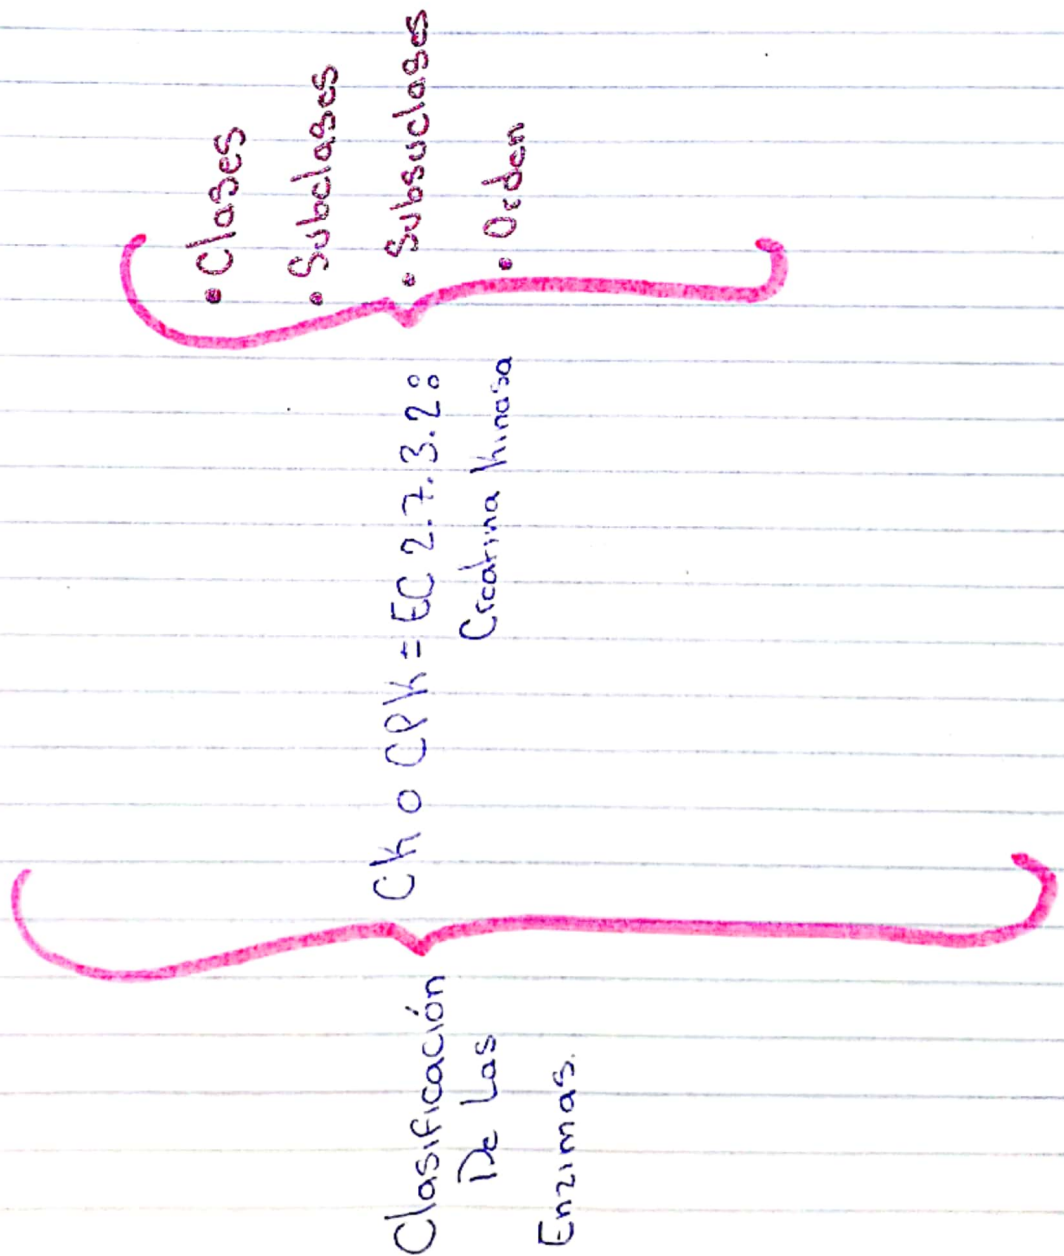 Clasificación
De Las
Enzimas.
Ck o CPK = EC 2.7.3.2:
Creatina Kinasa
• Clases
• Subclases
• Subsuclases
• Orden